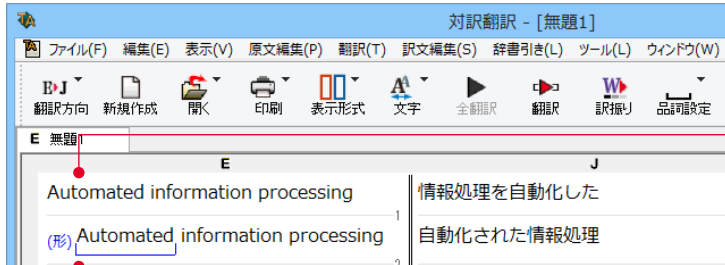 対訳翻訳 - [無題1]
ファイル(F) 編集(E) 表示(V) 原文編集(P) 翻訳(T) 訳文編集(S) 辞書引き(L) ツール(L) ウィンドウ(W)
E▸J
翻訳方向 新規作成 開く 印刷 表示形式 文字 全翻訳 翻訳 訳振り 品詞設定
E 無題1
E J
Automated information processing 情報処理を自動化した
1
(形) Automated information processing 自動化された情報処理
2